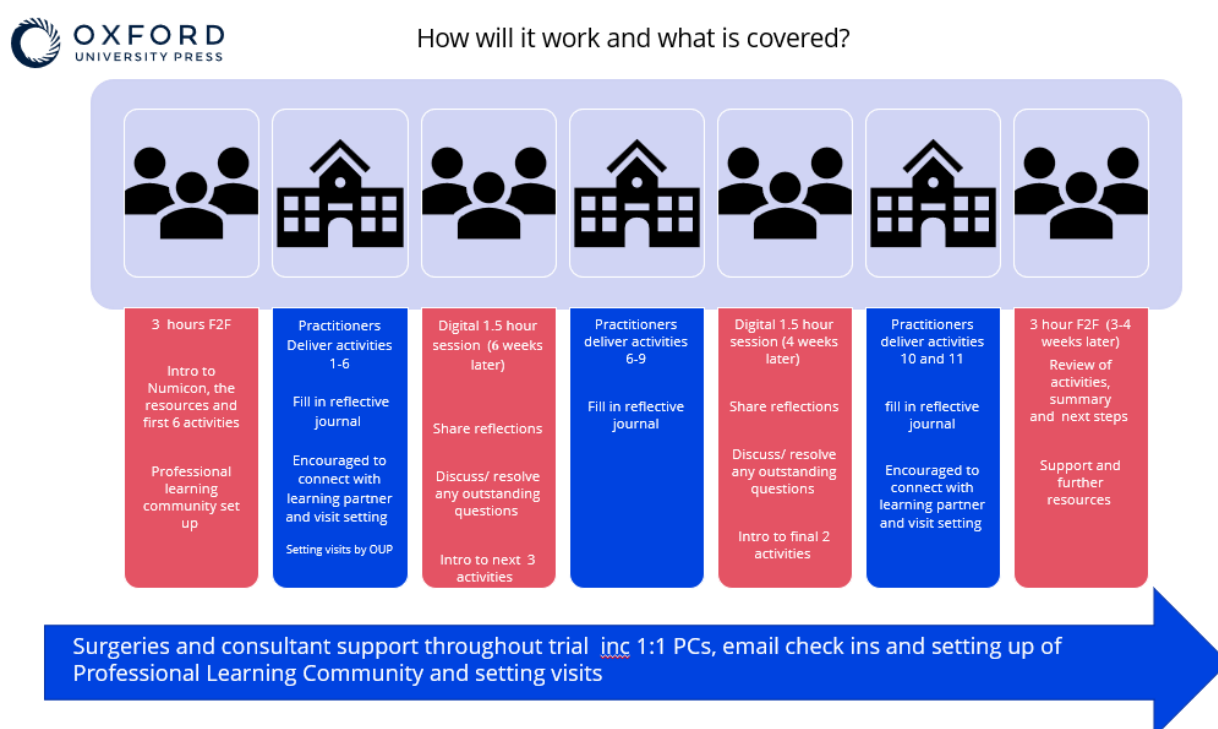 OXFORD
UNIVERSITY PRESS
How will it work and what is covered?
3 hours F2F
Intro to
Numicon, the
resources and
first 6 activities
Professional
learning
community set
up
Practitioners
Deliver activities
1-6
Fill in reflective
journal
Encouraged to
connect with
learning partner
and visit setting
Setting visits by OUP
Digital 1.5 hour
session (6 weeks
later)
Share reflections
Discuss/ resolve
any outstanding
questions
Intro to next 3
activities
Practitioners
deliver activities
6-9
Fill in reflective
journal
Digital 1.5 hour
session (4 weeks
later)
Share reflections
Discuss/ resolve
any outstanding
questions
Intro to final 2
activities
Practitioners
deliver activities
10 and 11
fill in reflective
journal
Encouraged to
connect with
learning partner
and visit setting
3 hour F2F (3-4
weeks later)
Review of
activities,
summary
and next steps
Support and
further
resources
Surgeries and consultant support throughout trial inc 1:1 PCs, email check ins and setting up of
Professional Learning Community and setting visits